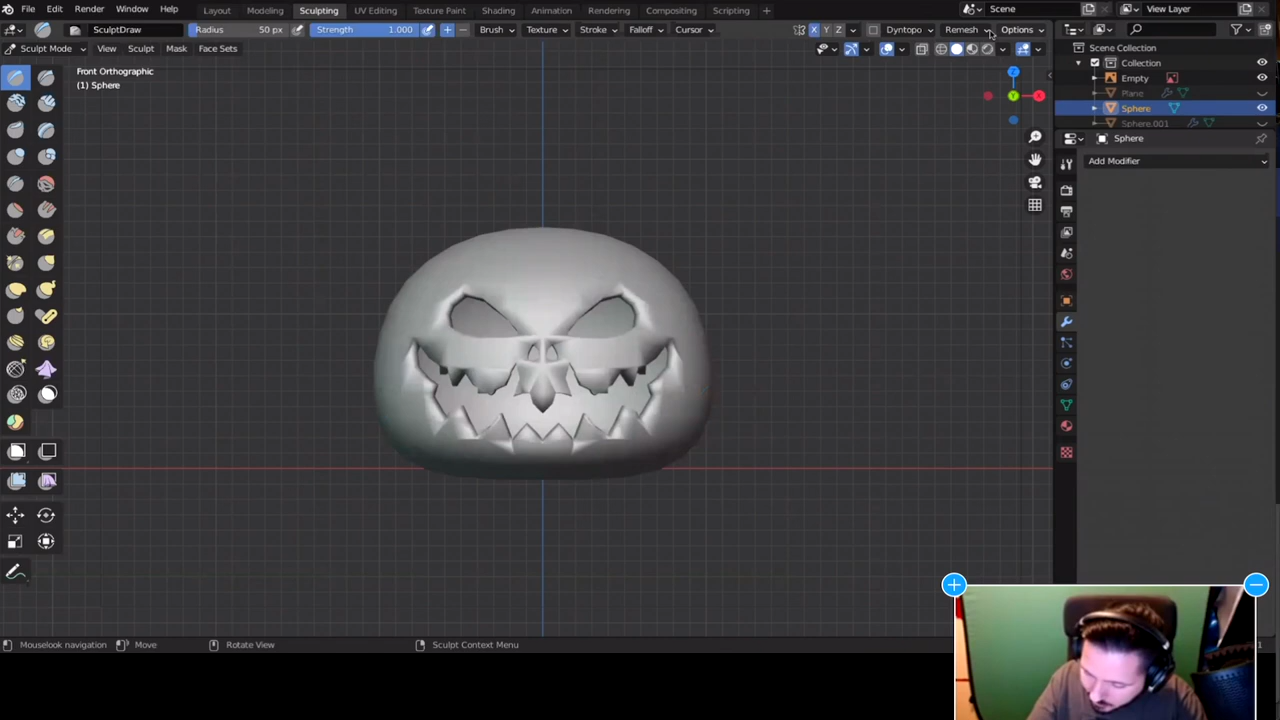 File Edit Render Window Help Layout Modeling Sculpting UV Editing Texture Paint Shading Animation Rendering Compositing Scripting + Scene View Layer
SculptDraw Radius 50 px Strength 1.000 + − Brush Texture Stroke Falloff Cursor X Y Z Dyntopo Remesh Options
Sculpt Mode View Sculpt Mask Face Sets
Scene Collection
Collection
Empty
Plane
Sphere
Sphere.001
Front Orthographic
(1) Sphere
Z
Y
X
Sphere
Add Modifier
Mouselook navigation Move Rotate View Sculpt Context Menu